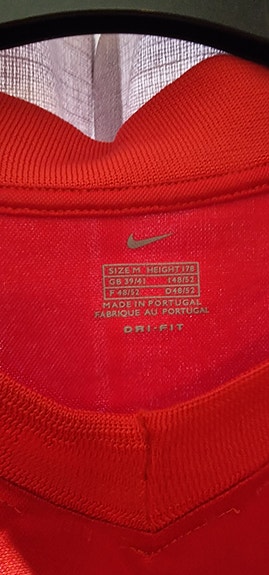 SIZE M HEIGHT 178
GB 39/41 I 48/52
F 48/52 D 48/52
MADE IN PORTUGAL
FABRIQUE AU PORTUGAL
DRI-FIT